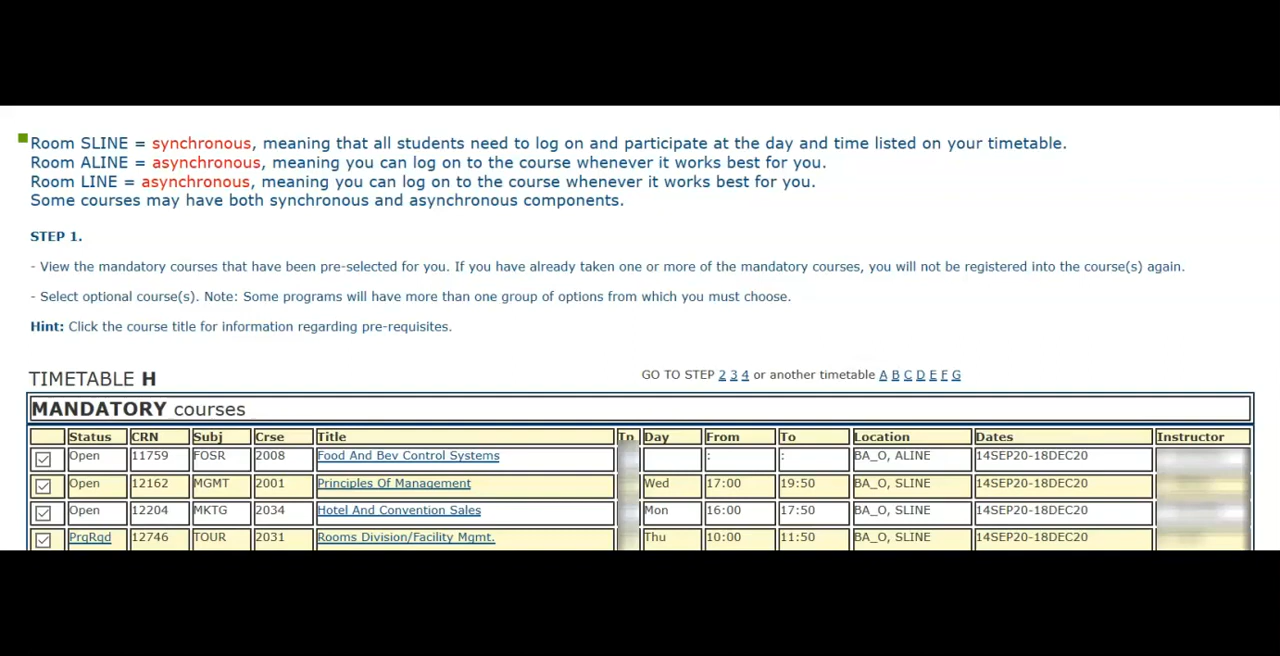 Room SLINE = synchronous, meaning that all students need to log on and participate at the day and time listed on your timetable.
Room ALINE = asynchronous, meaning you can log on to the course whenever it works best for you.
Room LINE = asynchronous, meaning you can log on to the course whenever it works best for you.
Some courses may have both synchronous and asynchronous components.
STEP 1.
- View the mandatory courses that have been pre-selected for you. If you have already taken one or more of the mandatory courses, you will not be registered into the course(s) again.
- Select optional course(s). Note: Some programs will have more than one group of options from which you must choose.
Hint: Click the course title for information regarding pre-requisites.
TIMETABLE H GO TO STEP 2 3 4 or another timetable A B C D E F G
MANDATORY courses
Status CRN Subj Crse Title Day From To Location Dates Instructor
Open 11759 FOSR 2008 Food And Bev Control Systems : : BA_O, ALINE 14SEP20-18DEC20
Open 12162 MGMT 2001 Principles Of Management Wed 17:00 19:50 BA_O, SLINE 14SEP20-18DEC20
Open 12204 MKTG 2034 Hotel And Convention Sales Mon 16:00 17:50 BA_O, SLINE 14SEP20-18DEC20
PrqRqd 12746 TOUR 2031 Rooms Division/Facility Mgmt. Thu 10:00 11:50 BA_O, SLINE 14SEP20-18DEC20